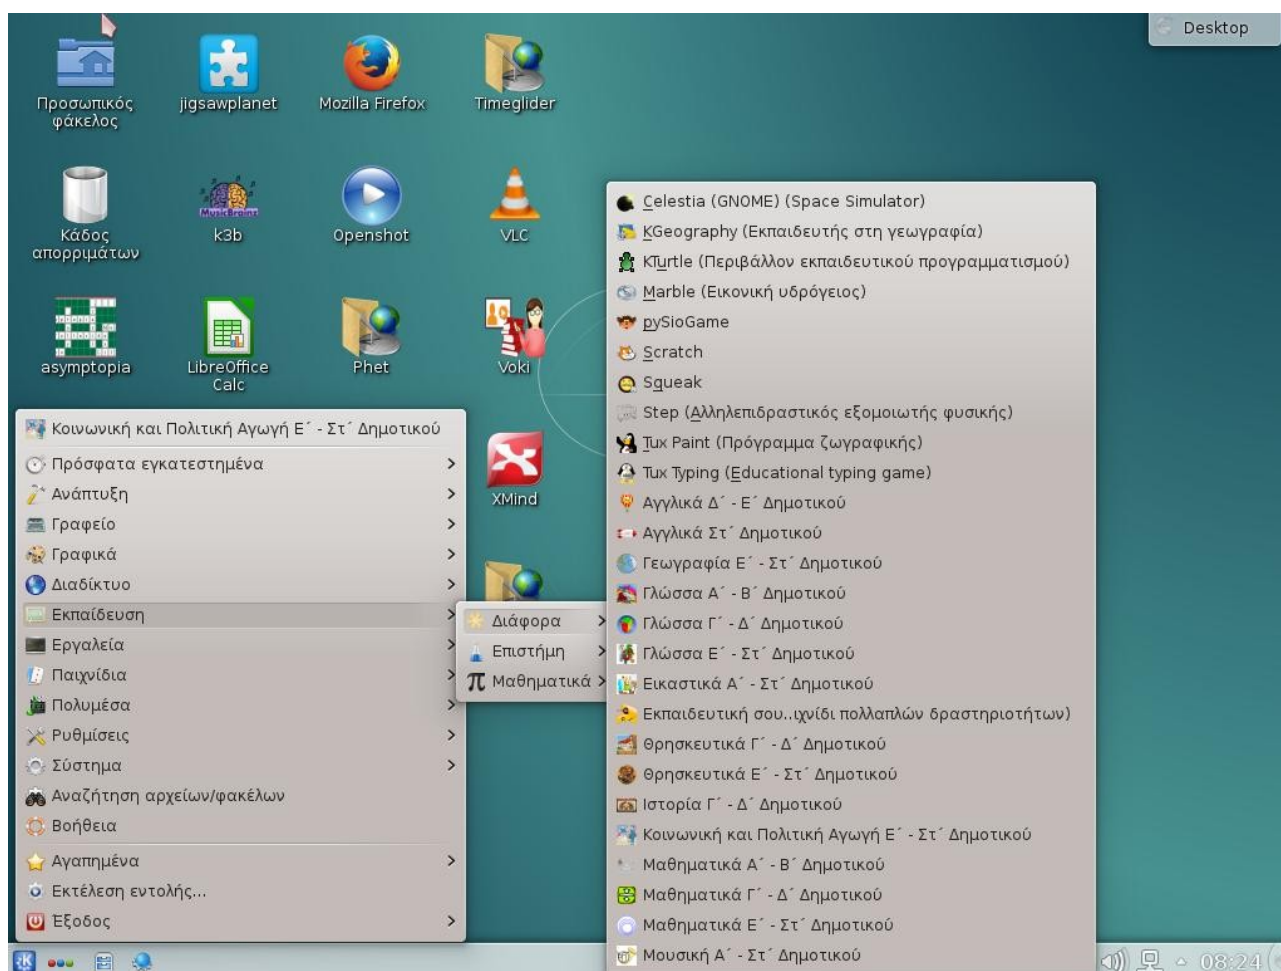 Desktop
Προσωπικός
φάκελος
jigsawplanet
Mozilla Firefox
Timeglider
Κάδος
απορριμάτων
MusicBrainz
k3b
Openshot
VLC
asymptopia
LibreOffice
Calc
Phet
Voki
XMind
Κοινωνική και Πολιτική Αγωγή Ε΄ - Στ΄ Δημοτικού
Πρόσφατα εγκατεστημένα
Ανάπτυξη
Γραφείο
Γραφικά
Διαδίκτυο
Εκπαίδευση
Εργαλεία
Παιχνίδια
Πολυμέσα
Ρυθμίσεις
Σύστημα
Αναζήτηση αρχείων/φακέλων
Βοήθεια
Αγαπημένα
Εκτέλεση εντολής...
Έξοδος
Διάφορα
Επιστήμη
Μαθηματικά
Celestia (GNOME) (Space Simulator)
KGeography (Εκπαιδευτής στη γεωγραφία)
KTurtle (Περιβάλλον εκπαιδευτικού προγραμματισμού)
Marble (Εικονική υδρόγειος)
pySioGame
Scratch
Squeak
Step (Αλληλεπιδραστικός εξομοιωτής φυσικής)
Tux Paint (Πρόγραμμα ζωγραφικής)
Tux Typing (Educational typing game)
Αγγλικά Δ΄ - Ε΄ Δημοτικού
Αγγλικά Στ΄ Δημοτικού
Γεωγραφία Ε΄ - Στ΄ Δημοτικού
Γλώσσα Α΄ - Β΄ Δημοτικού
Γλώσσα Γ΄ - Δ΄ Δημοτικού
Γλώσσα Ε΄ - Στ΄ Δημοτικού
Εικαστικά Α΄ - Στ΄ Δημοτικού
Εκπαιδευτική σου..ιχνίδι πολλαπλών δραστηριοτήτων)
Θρησκευτικά Γ΄ - Δ΄ Δημοτικού
Θρησκευτικά Ε΄ - Στ΄ Δημοτικού
Ιστορία Γ΄ - Δ΄ Δημοτικού
Κοινωνική και Πολιτική Αγωγή Ε΄ - Στ΄ Δημοτικού
Μαθηματικά Α΄ - Β΄ Δημοτικού
Μαθηματικά Γ΄ - Δ΄ Δημοτικού
Μαθηματικά Ε΄ - Στ΄ Δημοτικού
Μουσική Α΄ - Στ΄ Δημοτικού
08:24